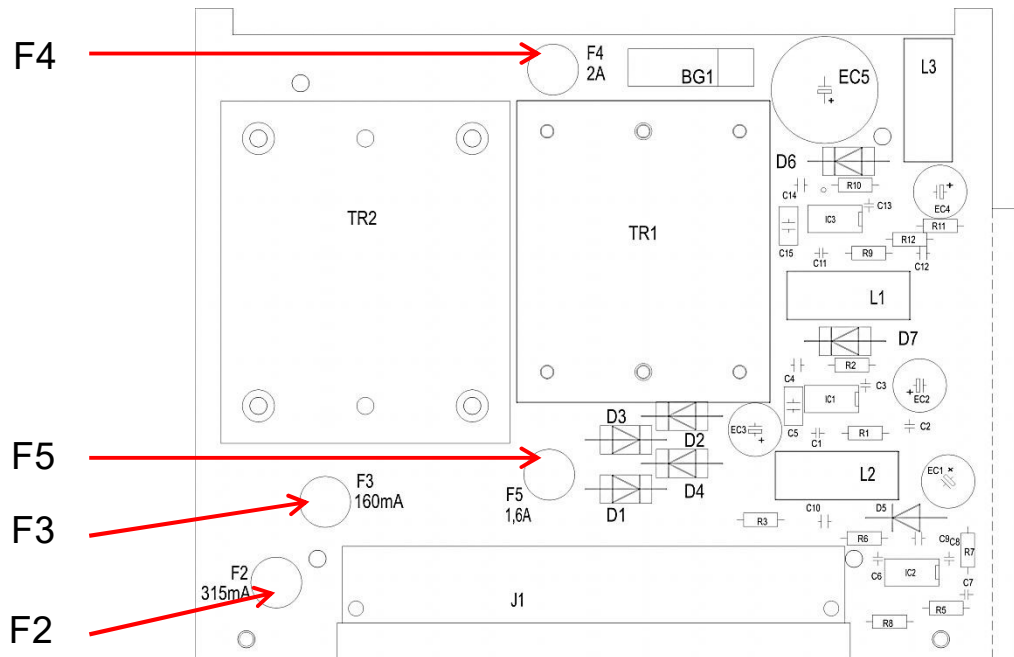 F4
F4
2A
BG1
EC5
L3
D6
C14
R10
C13
EC4
TR2
TR1
IC3
R11
R12
C15
C11
R9
C12
L1
D7
C4
R2
C3
IC1
EC2
D3
D2
EC3
C5
C1
R1
C2
F5
D4
L2
EC1
F3
160mA
F5
1,6A
D1
F3
R3
C10
D5
R6
C9
C8
R7
F2
315mA
J1
C6
IC2
C7
R5
R8
F2